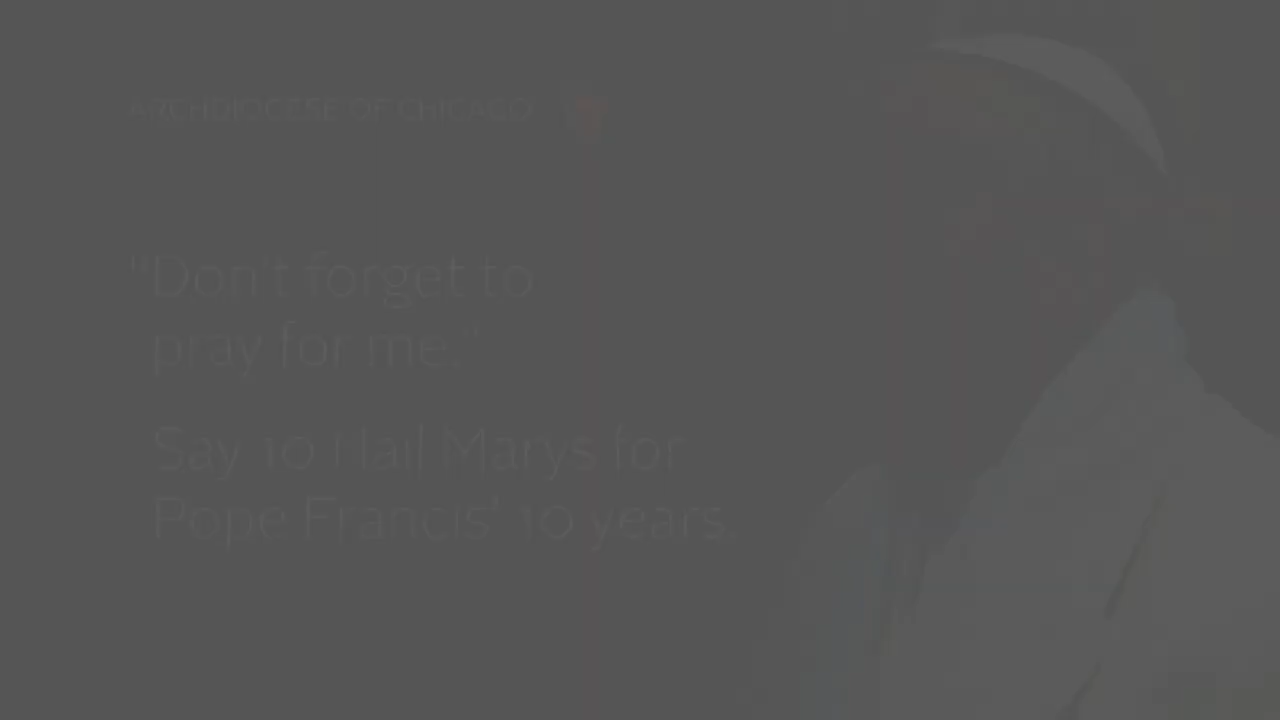 ARCHDIOCESE OF CHICAGO
"Don't forget to
pray for me."
Say 10 Hail Marys for
Pope Francis' 10 years.